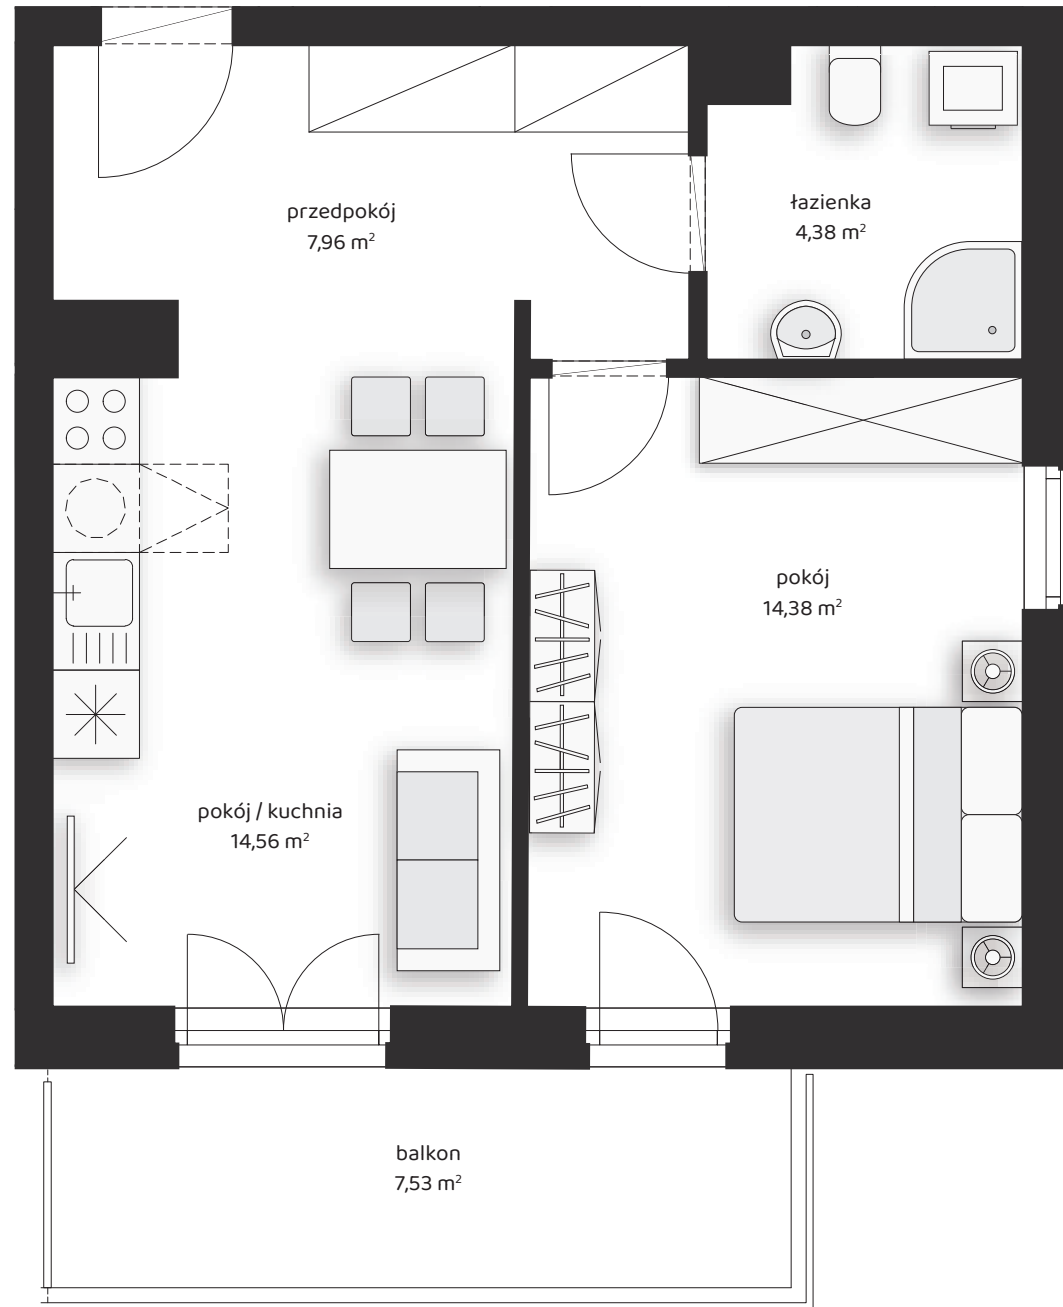 przedpokój
7,96 m²
łazienka
4,38 m²
pokój
14,38 m²
pokój / kuchnia
14,56 m²
balkon
7,53 m²